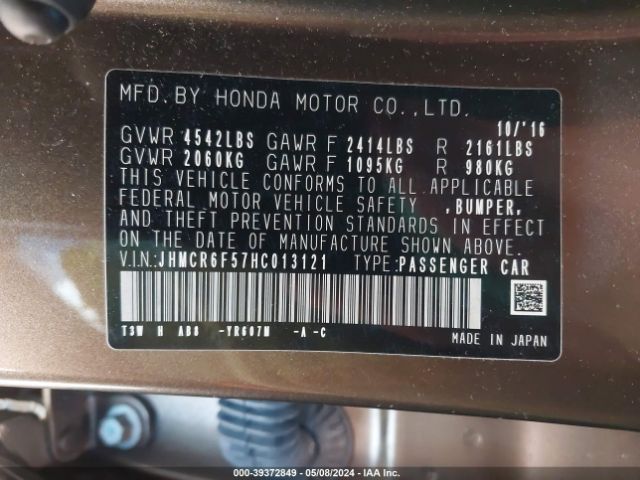 MFD. BY HONDA MOTOR CO.,LTD.
10/'16
GVWR 4542LBS GAWR F 2414LBS R 2161LBS
GVWR 2060KG GAWR F 1095KG R 980KG
THIS VEHICLE CONFORMS TO ALL APPLICABLE
FEDERAL MOTOR VEHICLE SAFETY ,BUMPER,
AND THEFT PREVENTION STANDARDS IN EFFECT
ON THE DATE OF MANUFACTURE SHOWN ABOVE.
V.I.N:JHMCR6F57HC013121 TYPE:PASSENGER CAR
T3W H AB8 -YR607M -A -C
MADE IN JAPAN
000-39372849 - 05/08/2024 - IAA Inc.